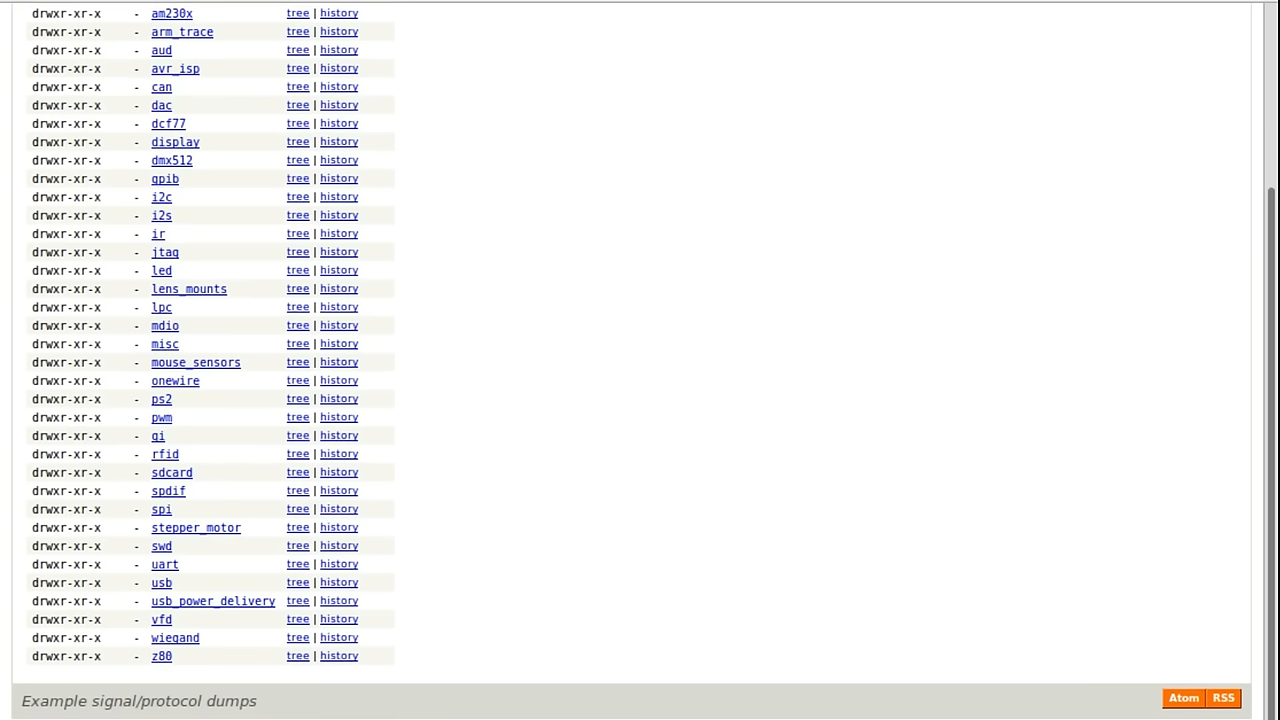 drwxr-xr-x - am230x tree | history
drwxr-xr-x - arm_trace tree | history
drwxr-xr-x - aud tree | history
drwxr-xr-x - avr_isp tree | history
drwxr-xr-x - can tree | history
drwxr-xr-x - dac tree | history
drwxr-xr-x - dcf77 tree | history
drwxr-xr-x - display tree | history
drwxr-xr-x - dmx512 tree | history
drwxr-xr-x - gpib tree | history
drwxr-xr-x - i2c tree | history
drwxr-xr-x - i2s tree | history
drwxr-xr-x - ir tree | history
drwxr-xr-x - jtag tree | history
drwxr-xr-x - led tree | history
drwxr-xr-x - lens_mounts tree | history
drwxr-xr-x - lpc tree | history
drwxr-xr-x - mdio tree | history
drwxr-xr-x - misc tree | history
drwxr-xr-x - mouse_sensors tree | history
drwxr-xr-x - onewire tree | history
drwxr-xr-x - ps2 tree | history
drwxr-xr-x - pwm tree | history
drwxr-xr-x - qi tree | history
drwxr-xr-x - rfid tree | history
drwxr-xr-x - sdcard tree | history
drwxr-xr-x - spdif tree | history
drwxr-xr-x - spi tree | history
drwxr-xr-x - stepper_motor tree | history
drwxr-xr-x - swd tree | history
drwxr-xr-x - uart tree | history
drwxr-xr-x - usb tree | history
drwxr-xr-x - usb_power_delivery tree | history
drwxr-xr-x - vfd tree | history
drwxr-xr-x - wiegand tree | history
drwxr-xr-x - z80 tree | history
Example signal/protocol dumps Atom RSS